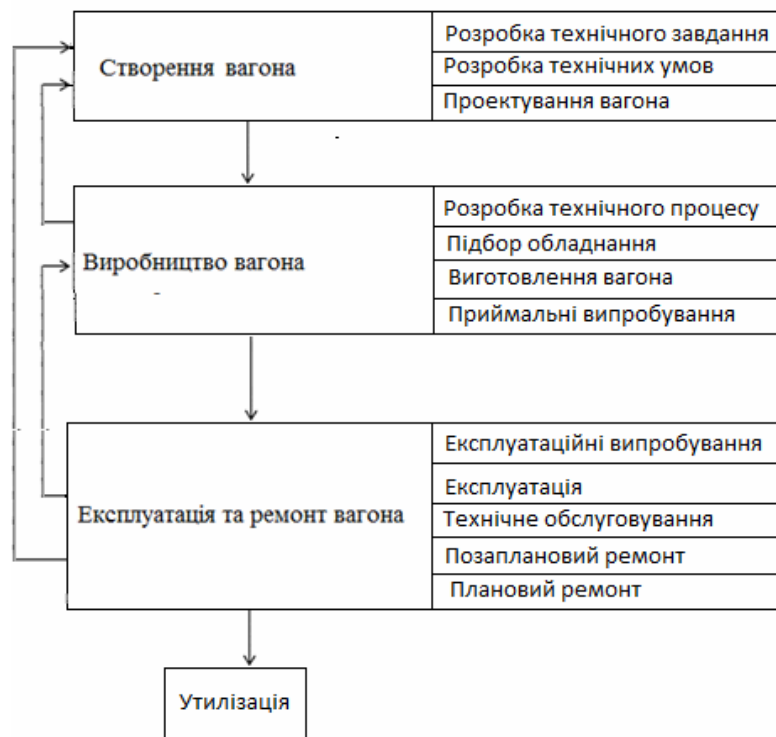 Створення вагона
Розробка технічного завдання
Розробка технічних умов
Проектування вагона
Виробництво вагона
Розробка технічного процесу
Підбор обладнання
Виготовлення вагона
Приймальні випробування
Експлуатація та ремонт вагона
Експлуатаційні випробування
Експлуатація
Технічне обслуговування
Позаплановий ремонт
Плановий ремонт
Утилізація